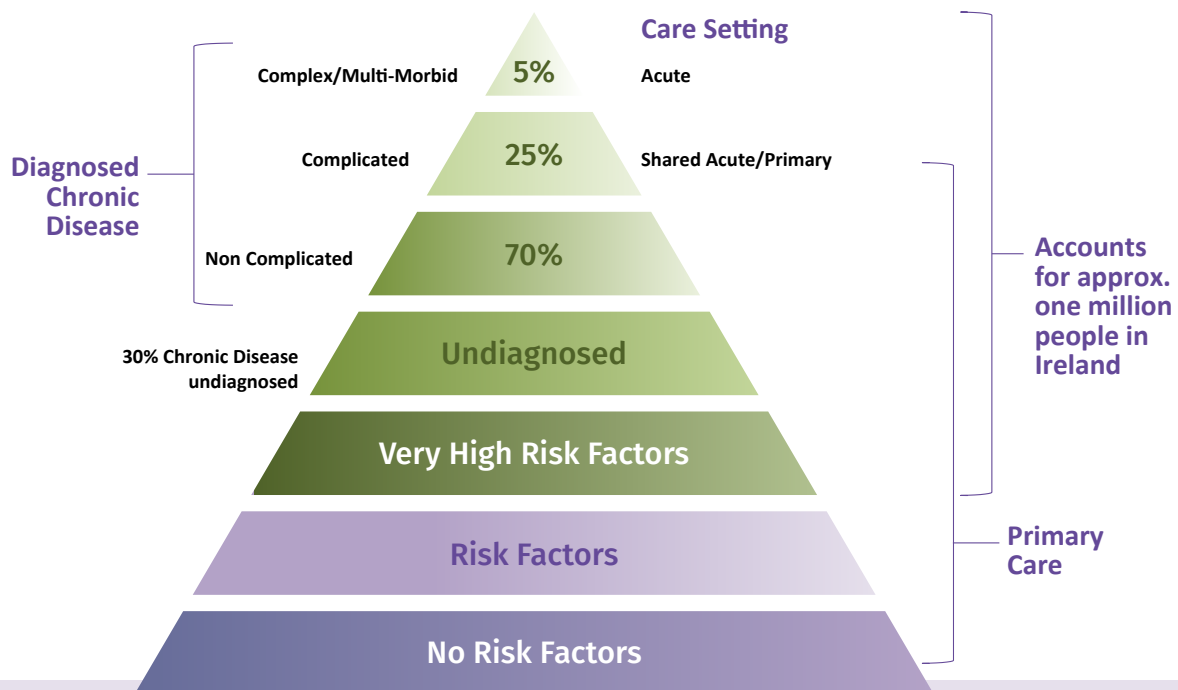 Care Setting
Complex/Multi-Morbid
5%
Acute
Diagnosed
Chronic
Disease
Complicated
25%
Shared Acute/Primary
Non Complicated
70%
Accounts
for approx.
one million
people in
Ireland
30% Chronic Disease
undiagnosed
Undiagnosed
Very High Risk Factors
Risk Factors
Primary
Care
No Risk Factors